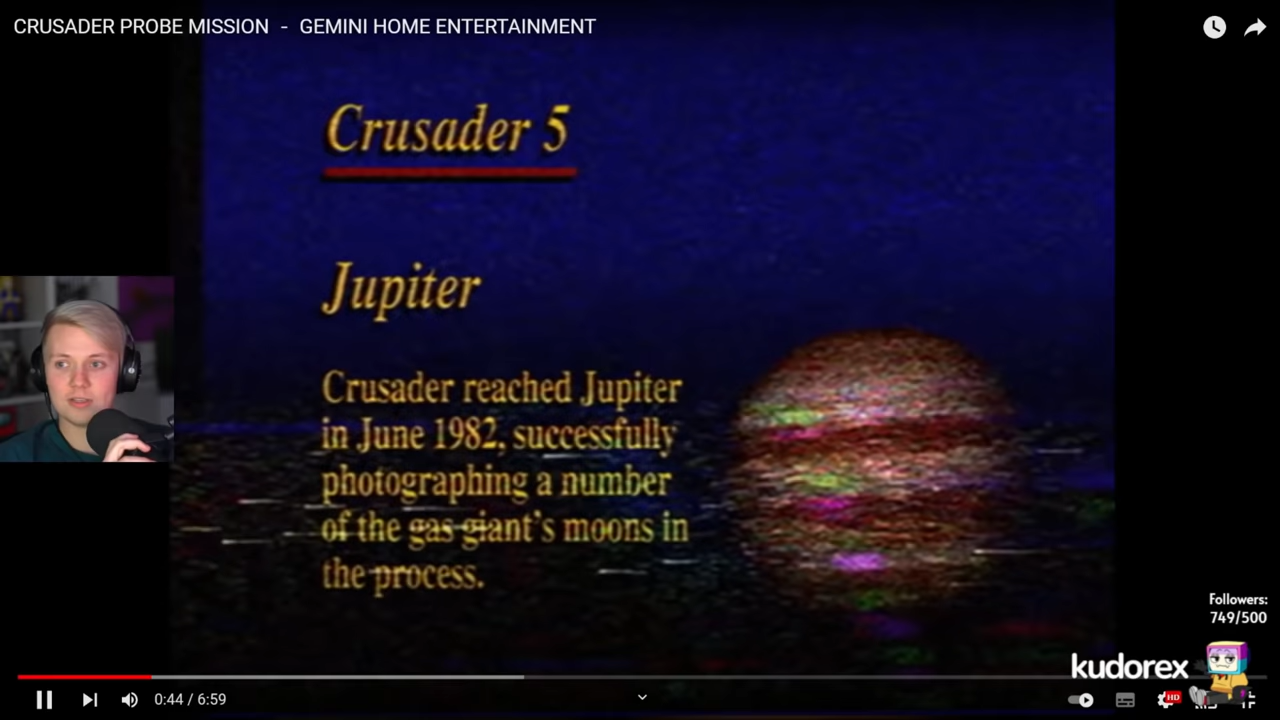 CRUSADER PROBE MISSION - GEMINI HOME ENTERTAINMENT
Crusader 5
Jupiter
Crusader reached Jupiter
in June 1982, successfully
photographing a number
of the gas giant's moons in
the process.
Followers:
749/500
kudorex
0:44 / 6:59
HD